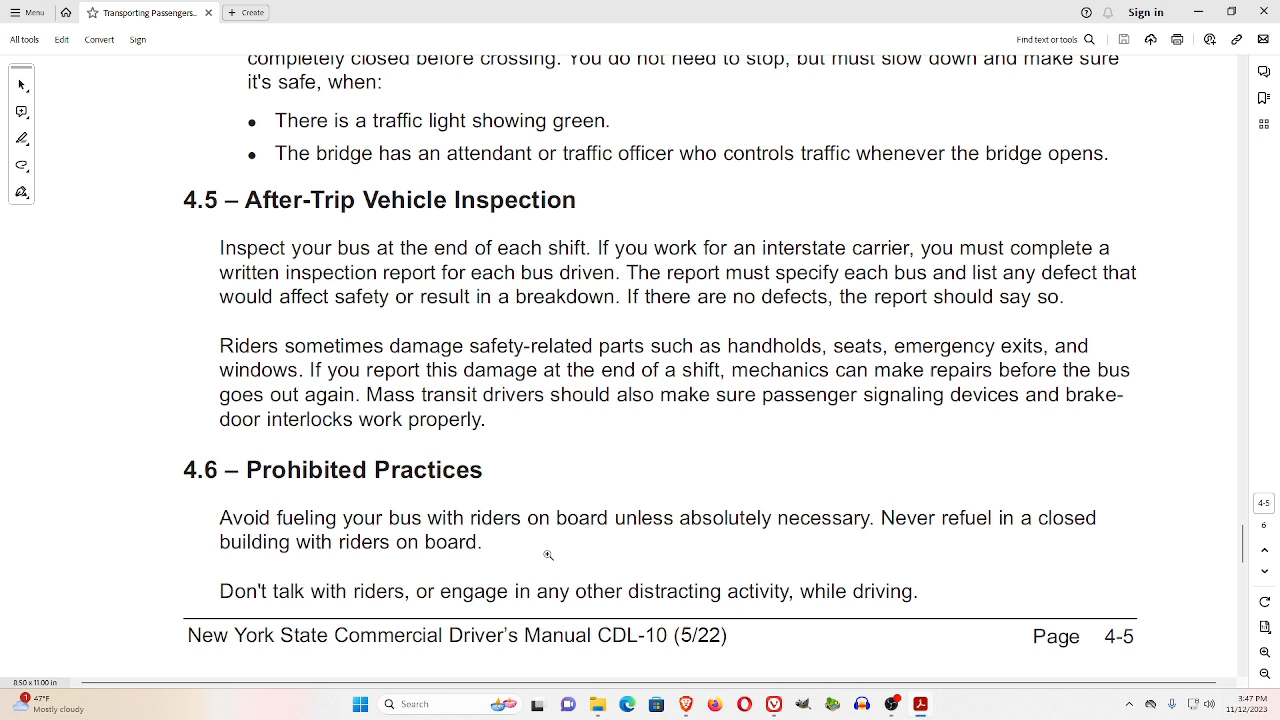 Menu
Transporting Passengers...
Create
Sign in
All tools
Edit
Convert
Sign
Find text or tools
completely closed before crossing. You do not need to stop, but must slow down and make sure
it's safe, when:
• There is a traffic light showing green.
• The bridge has an attendant or traffic officer who controls traffic whenever the bridge opens.
4.5 – After-Trip Vehicle Inspection
Inspect your bus at the end of each shift. If you work for an interstate carrier, you must complete a
written inspection report for each bus driven. The report must specify each bus and list any defect that
would affect safety or result in a breakdown. If there are no defects, the report should say so.
Riders sometimes damage safety-related parts such as handholds, seats, emergency exits, and
windows. If you report this damage at the end of a shift, mechanics can make repairs before the bus
goes out again. Mass transit drivers should also make sure passenger signaling devices and brake-
door interlocks work properly.
4.6 – Prohibited Practices
Avoid fueling your bus with riders on board unless absolutely necessary. Never refuel in a closed
building with riders on board.
Don't talk with riders, or engage in any other distracting activity, while driving.
New York State Commercial Driver's Manual CDL-10 (5/22)
Page 4-5
4-5
6
8.50 x 11.00 in
1
47°F
Mostly cloudy
Search
3:47 PM
11/12/2023